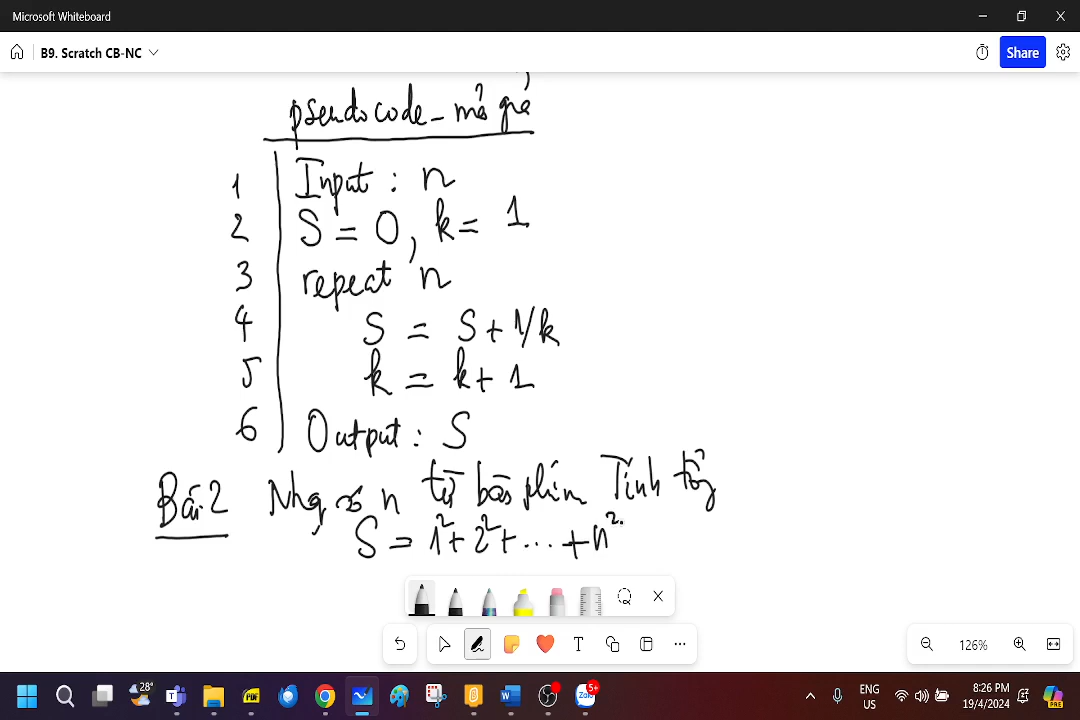 Microsoft Whiteboard
B9. Scratch CB-NC
Share
pseudocode - mã giả
1 Input : n
2 S = 0, k = 1
3 repeat n
4 S = S + 1/k
5 k = k + 1
6 Output : S
Bài 2 Nhập số n từ bàn phím Tính tổng
S = 1² + 2² + ... + n².
126%
28°
PDF
5+
ENG
US
8:26 PM
19/4/2024
PRE